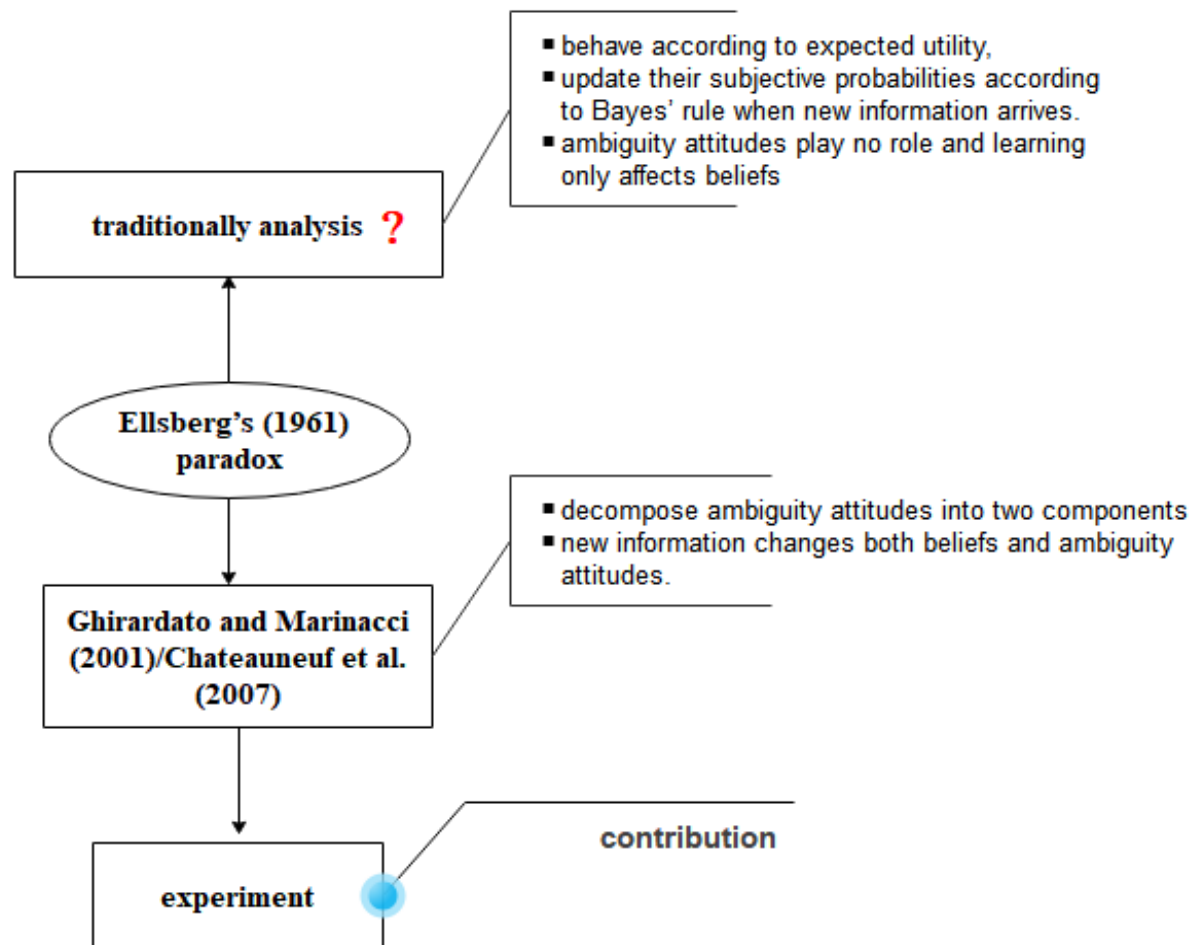 ▪ behave according to expected utility,
▪ update their subjective probabilities according
to Bayes’ rule when new information arrives.
▪ ambiguity attitudes play no role and learning
only affects beliefs
traditionally analysis ?
Ellsberg’s (1961)
paradox
▪ decompose ambiguity attitudes into two components
▪ new information changes both beliefs and ambiguity
attitudes.
Ghirardato and Marinacci
(2001)/Chateauneuf et al.
(2007)
contribution
experiment